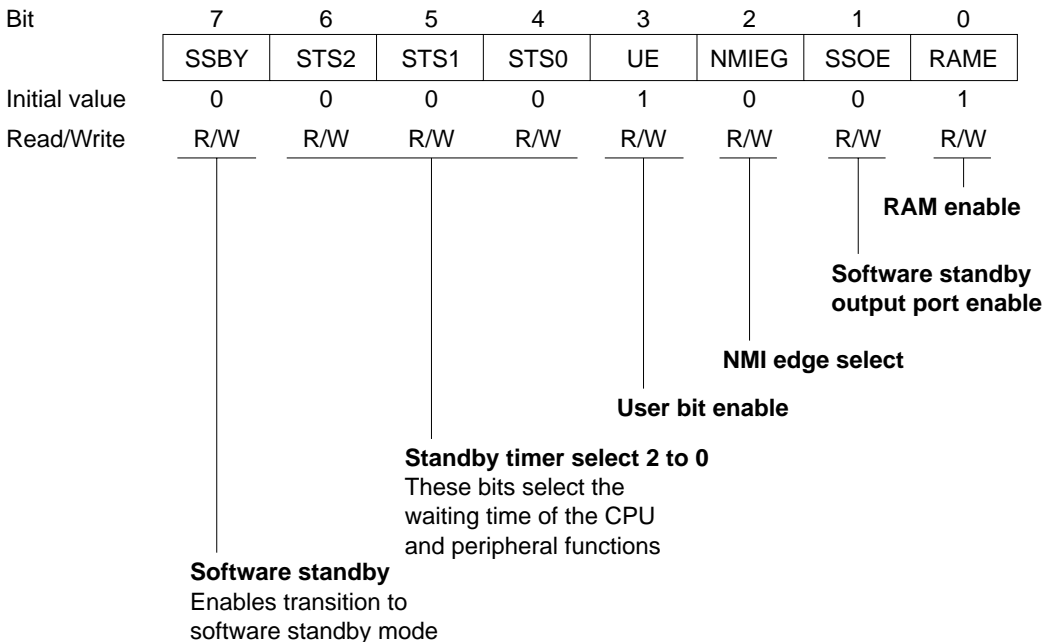 Bit 7 6 5 4 3 2 1 0
SSBY STS2 STS1 STS0 UE NMIEG SSOE RAME
Initial value 0 0 0 0 1 0 0 1
Read/Write R/W R/W R/W R/W R/W R/W R/W R/W
RAM enable
Software standby
output port enable
NMI edge select
User bit enable
Standby timer select 2 to 0
These bits select the
waiting time of the CPU
and peripheral functions
Software standby
Enables transition to
software standby mode